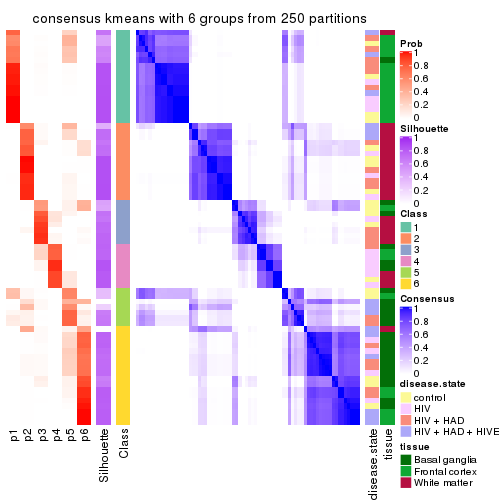 consensus kmeans with 6 groups from 250 partitions
Prob
1
0.8
0.6
0.4
0.2
0
Silhouette
1
0.8
0.6
0.4
0.2
0
Class
1
2
3
4
5
6
Consensus
1
0.8
0.6
0.4
0.2
0
disease.state
control
HIV
HIV + HAD
HIV + HAD + HIVE
tissue
Basal ganglia
Frontal cortex
White matter
p1
p2
p3
p4
p5
p6
Silhouette
Class
disease.state
tissue